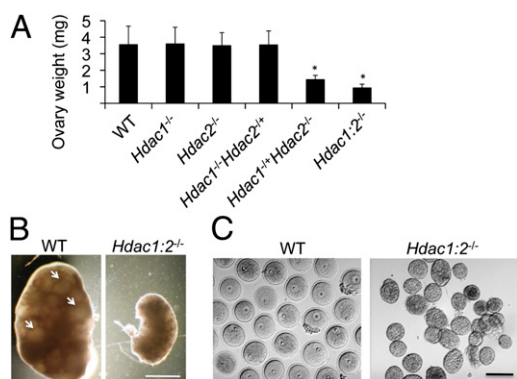 A
Ovary weight (mg)
5
4
3
2
1
* *
WT
Hdac1-/-
Hdac2-/-
Hdac1-/-Hdac2-/+
Hdac1-/+Hdac2-/-
Hdac1:2-/-
B
WT Hdac1:2-/-
C
WT Hdac1:2-/-